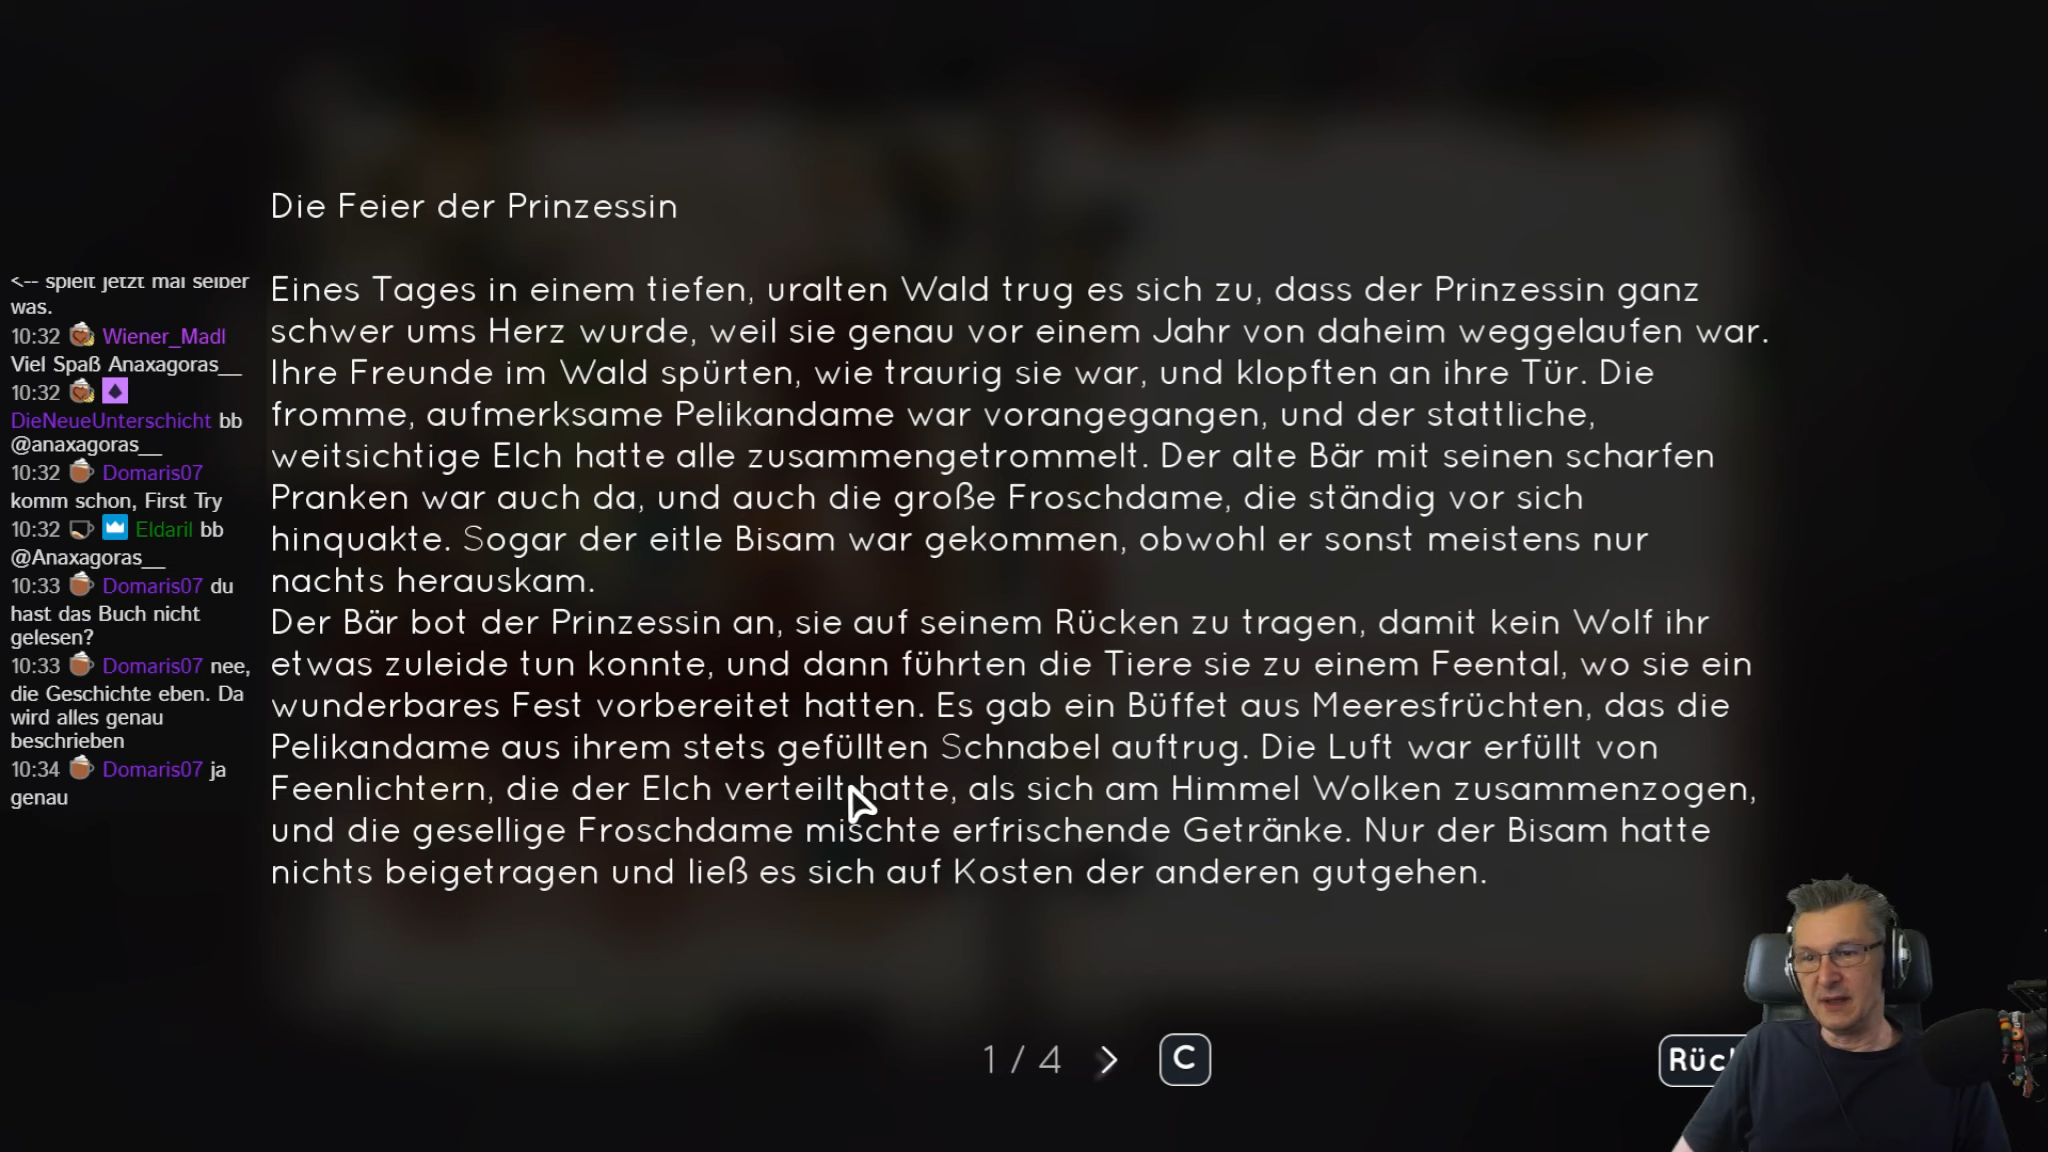 Die Feier der Prinzessin
<-- spielt jetzt mal selber
was.
10:32 Wiener_Madl
Viel Spaß Anaxagoras__
10:32
DieNeueUnterschicht bb
@anaxagoras__
10:32 Domaris07
komm schon, First Try
10:32 Eldaril bb
@Anaxagoras__
10:33 Domaris07 du
hast das Buch nicht
gelesen?
10:33 Domaris07 nee,
die Geschichte eben. Da
wird alles genau
beschrieben
10:34 Domaris07 ja
genau
Eines Tages in einem tiefen, uralten Wald trug es sich zu, dass der Prinzessin ganz
schwer ums Herz wurde, weil sie genau vor einem Jahr von daheim weggelaufen war.
Ihre Freunde im Wald spürten, wie traurig sie war, und klopften an ihre Tür. Die
fromme, aufmerksame Pelikandame war vorangegangen, und der stattliche,
weitsichtige Elch hatte alle zusammengetrommelt. Der alte Bär mit seinen scharfen
Pranken war auch da, und auch die große Froschdame, die ständig vor sich
hinquakte. Sogar der eitle Bisam war gekommen, obwohl er sonst meistens nur
nachts herauskam.
Der Bär bot der Prinzessin an, sie auf seinem Rücken zu tragen, damit kein Wolf ihr
etwas zuleide tun konnte, und dann führten die Tiere sie zu einem Feental, wo sie ein
wunderbares Fest vorbereitet hatten. Es gab ein Büffet aus Meeresfrüchten, das die
Pelikandame aus ihrem stets gefüllten Schnabel auftrug. Die Luft war erfüllt von
Feenlichtern, die der Elch verteilt hatte, als sich am Himmel Wolken zusammenzogen,
und die gesellige Froschdame mischte erfrischende Getränke. Nur der Bisam hatte
nichts beigetragen und ließ es sich auf Kosten der anderen gutgehen.
1 / 4 > C